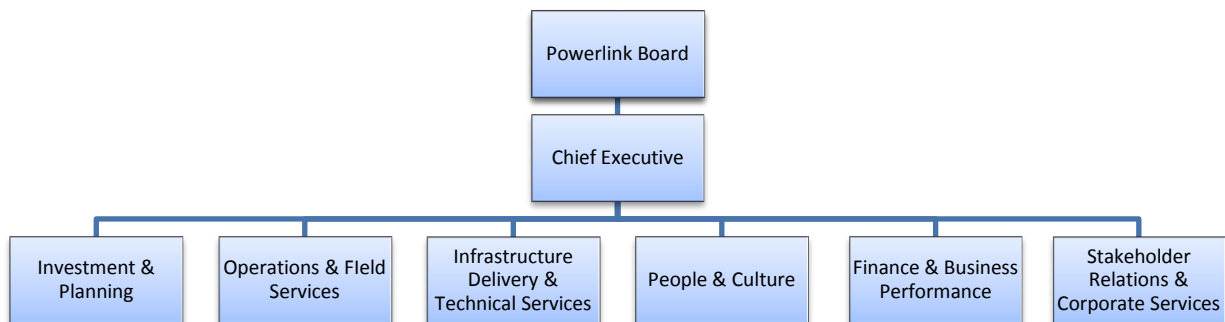 Powerlink Board
Chief Executive
Investment &
Planning
Operations & FIeld
Services
Infrastructure
Delivery &
Technical Services
People & Culture
Finance & Business
Performance
Stakeholder
Relations &
Corporate Services